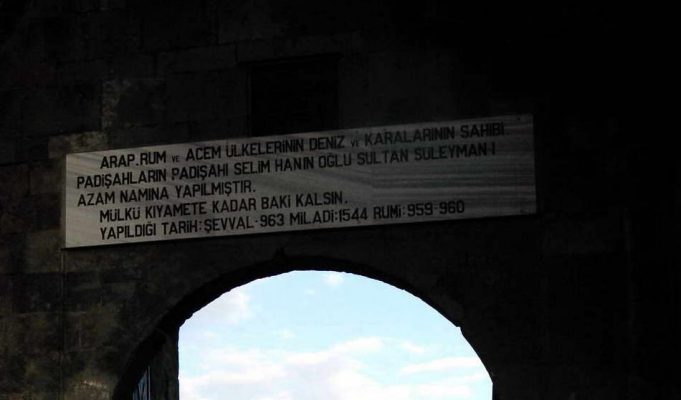 ARAP.RUM VE ACEM ÜLKELERİNİN DENİZ VE KARALARININ SAHİBİ.
PADİŞAHLARIN PADİŞAHI SELİM HANIN OĞLU SULTAN SÜLEYMAN I
AZAM NAMINA YAPILMIŞTIR.
MÜLKÜ KIYAMETE KADAR BAKİ KALSIN.
YAPILDIĞI TARİH:ŞEVVAL-963 MİLADİ:1544 RUMİ:959-960